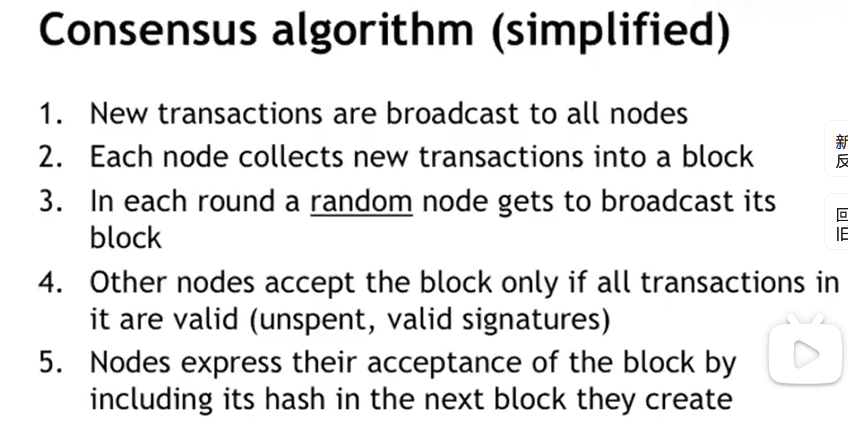 Consensus algorithm (simplified)
1. New transactions are broadcast to all nodes
2. Each node collects new transactions into a block
3. In each round a random node gets to broadcast its
block
4. Other nodes accept the block only if all transactions in
it are valid (unspent, valid signatures)
5. Nodes express their acceptance of the block by
including its hash in the next block they create
新
反
回
旧